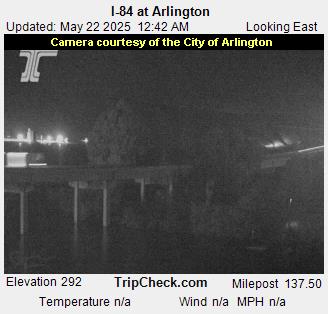 I-84 at Arlington
Updated: May 22 2025 12:42 AM Looking East
Camera courtesy of the City of Arlington
Elevation 292 TripCheck.com Milepost 137.50
Temperature n/a Wind n/a MPH n/a